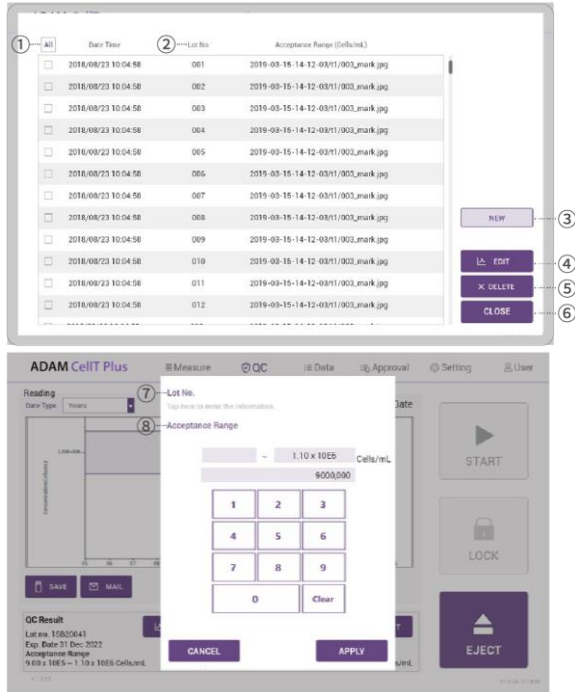 ① All Date Time ② Lot No Acceptance Range (Cells/mL)
2018/08/23 10:04:58 001 2019-03-15-14-12-03/t1/003_mark.jpg
2018/08/23 10:04:58 002 2019-03-15-14-12-03/t1/003_mark.jpg
2018/08/23 10:04:58 003 2019-03-15-14-12-03/t1/003_mark.jpg
2018/08/23 10:04:58 004 2019-03-15-14-12-03/t1/003_mark.jpg
2018/08/23 10:04:58 005 2019-03-15-14-12-03/t1/003_mark.jpg
2018/08/23 10:04:58 006 2019-03-15-14-12-03/t1/003_mark.jpg
2018/08/23 10:04:58 007 2019-03-15-14-12-03/t1/003_mark.jpg
2018/08/23 10:04:58 008 2019-03-15-14-12-03/t1/003_mark.jpg
NEW ③
2018/08/23 10:04:58 009 2019-03-15-14-12-03/t1/003_mark.jpg
2018/08/23 10:04:58 010 2019-03-15-14-12-03/t1/003_mark.jpg
EDIT ④
2018/08/23 10:04:58 011 2019-03-15-14-12-03/t1/003_mark.jpg
DELETE ⑤
2018/08/23 10:04:58 012 2019-03-15-14-12-03/t1/003_mark.jpg
CLOSE ⑥
ADAM CellT Plus Measure QC Data Approval Setting User
Reading
Date Type Years
Date
⑦ Lot No.
Tap here to enter the information.
⑧ Acceptance Range
~ 1.10 x 10E6 Cells/mL
9000,000
1 2 3
4 5 6
7 8 9
0 Clear
CANCEL APPLY
START
LOCK
EJECT
SAVE MAIL
QC Result
Lot no. 15820041
Exp. Date 31 Dec 2022
Acceptance Range
9.00 x 10E5 ~ 1.10 x 10E6 Cells/mL